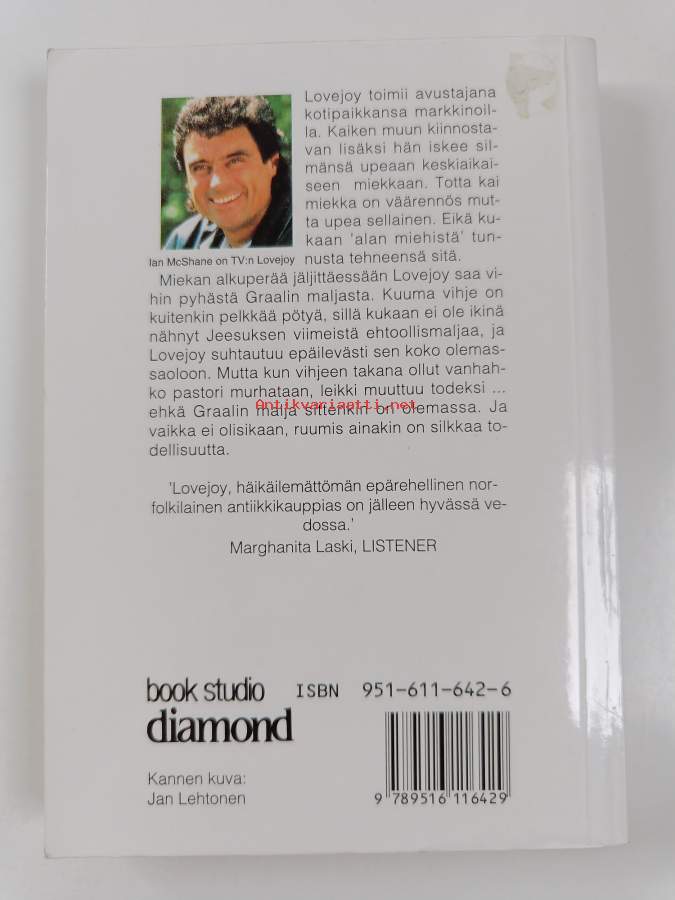 Lovejoy toimii avustajana
kotipaikkansa markkinoil-
la. Kaiken muun kiinnosta-
van lisäksi hän iskee sil-
mänsä upeaan keskiaikai-
seen miekkaan. Totta kai
miekka on väärennös mut-
ta upea sellainen. Eikä ku-
kaan 'alan miehistä' tun-
nusta tehneensä sitä.
Ian McShane on TV:n Lovejoy
Miekan alkuperää jäljittäessään Lovejoy saa vi-
hin pyhästä Graalin maljasta. Kuuma vihje on
kuitenkin pelkkää pötyä, sillä kukaan ei ole ikinä
nähnyt Jeesuksen viimeistä ehtoollismaljaa, ja
Lovejoy suhtautuu epäilevästi sen koko olemas-
saoloon. Mutta kun vihjeen takana ollut vanhah-
ko pastori murhataan, leikki muuttuu todeksi ...
ehkä Graalin malja sittenkin on olemassa. Ja
Antikvariaatti.net
vaikka ei olisikaan, ruumis ainakin on silkkaa to-
dellisuutta.
'Lovejoy, häikäilemättömän epärehellinen nor-
folkilainen antiikkikauppias on jälleen hyvässä ve-
dossa.'
Marghanita Laski, LISTENER
book studio
diamond
ISBN 951-611-642-6
Kannen kuva:
Jan Lehtonen
9 789516 116429